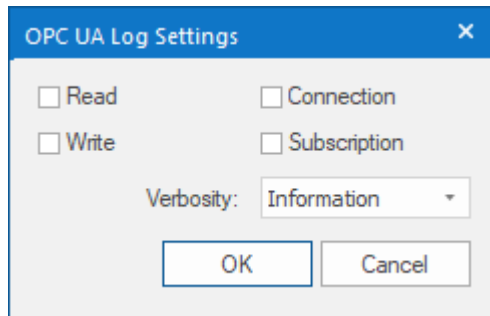 OPC UA Log Settings
Read Connection
Write Subscription
Verbosity: Information
OK Cancel